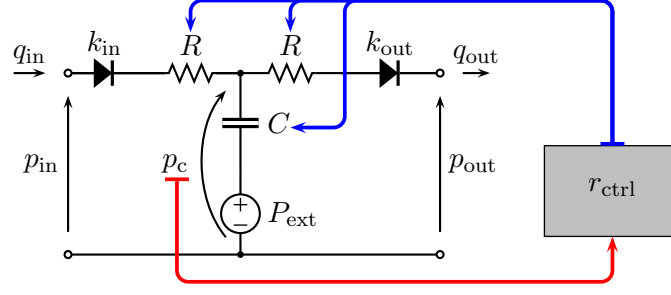 q_in k_in R R k_out q_out
C
p_in p_c p_out r_ctrl
+
− P_ext